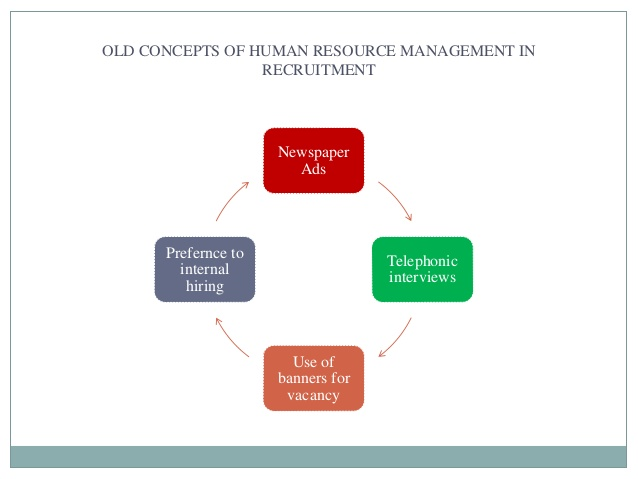 OLD CONCEPTS OF HUMAN RESOURCE MANAGEMENT IN
RECRUITMENT
Newspaper
Ads
Telephonic
interviews
Use of
banners for
vacancy
Prefernce to
internal
hiring